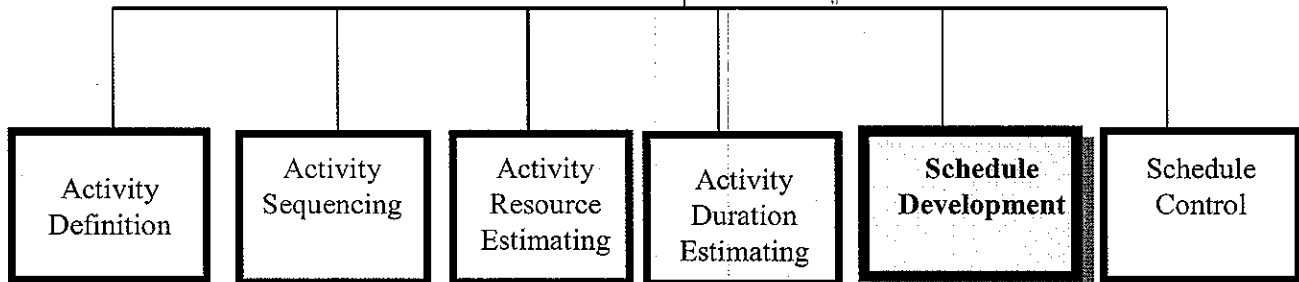 Activity
Definition
Activity
Sequencing
Activity
Resource
Estimating
Activity
Duration
Estimating
Schedule
Development
Schedule
Control